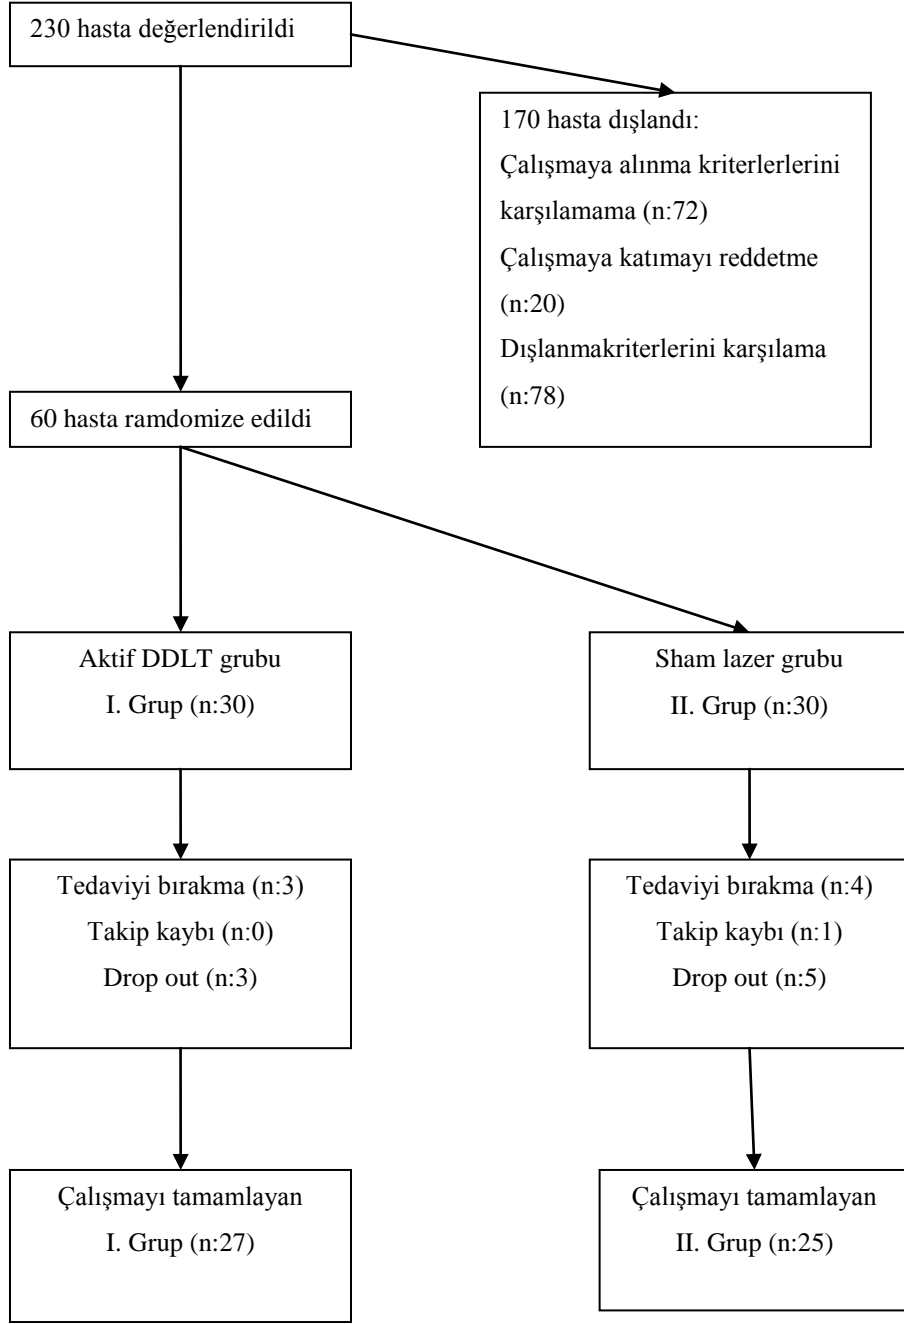 230 hasta değerlendirildi
170 hasta dışlandı:
Çalışmaya alınma kriterlerlerini
karşılamama (n:72)
Çalışmaya katımayı reddetme
(n:20)
Dışlanmakriterlerini karşılama
(n:78)
60 hasta ramdomize edildi
Aktif DDLT grubu
I. Grup (n:30)
Sham lazer grubu
II. Grup (n:30)
Tedaviyi bırakma (n:3)
Takip kaybı (n:0)
Drop out (n:3)
Tedaviyi bırakma (n:4)
Takip kaybı (n:1)
Drop out (n:5)
Çalışmayı tamamlayan
I. Grup (n:27)
Çalışmayı tamamlayan
II. Grup (n:25)